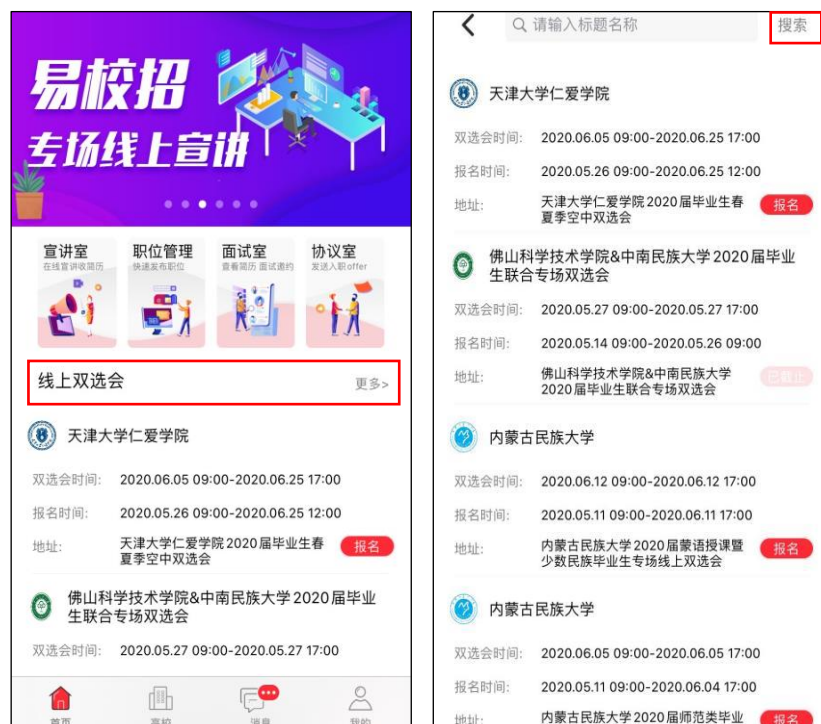 易校招
专场线上宣讲
宣讲室
在线宣讲收简历
职位管理
快速发布职位
面试室
查看简历 面试邀约
协议室
发送入职offer
线上双选会
更多>
天津大学仁爱学院
双选会时间: 2020.06.05 09:00-2020.06.25 17:00
报名时间: 2020.05.26 09:00-2020.06.25 12:00
地址: 天津大学仁爱学院2020届毕业生春
夏季空中双选会
报名
佛山科学技术学院&中南民族大学2020届毕业
生联合专场双选会
双选会时间: 2020.05.27 09:00-2020.05.27 17:00
首页
高校
消息
我的
请输入标题名称
搜索
天津大学仁爱学院
双选会时间: 2020.06.05 09:00-2020.06.25 17:00
报名时间: 2020.05.26 09:00-2020.06.25 12:00
地址: 天津大学仁爱学院2020届毕业生春
夏季空中双选会
报名
佛山科学技术学院&中南民族大学2020届毕业
生联合专场双选会
双选会时间: 2020.05.27 09:00-2020.05.27 17:00
报名时间: 2020.05.14 09:00-2020.05.26 09:00
地址: 佛山科学技术学院&中南民族大学
2020届毕业生联合专场双选会
已截止
内蒙古民族大学
双选会时间: 2020.06.12 09:00-2020.06.12 17:00
报名时间: 2020.05.11 09:00-2020.06.11 17:00
地址: 内蒙古民族大学2020届蒙语授课暨
少数民族毕业生专场线上双选会
报名
内蒙古民族大学
双选会时间: 2020.06.05 09:00-2020.06.05 17:00
报名时间: 2020.05.11 09:00-2020.06.04 17:00
地址: 内蒙古民族大学2020届师范类毕业
报名